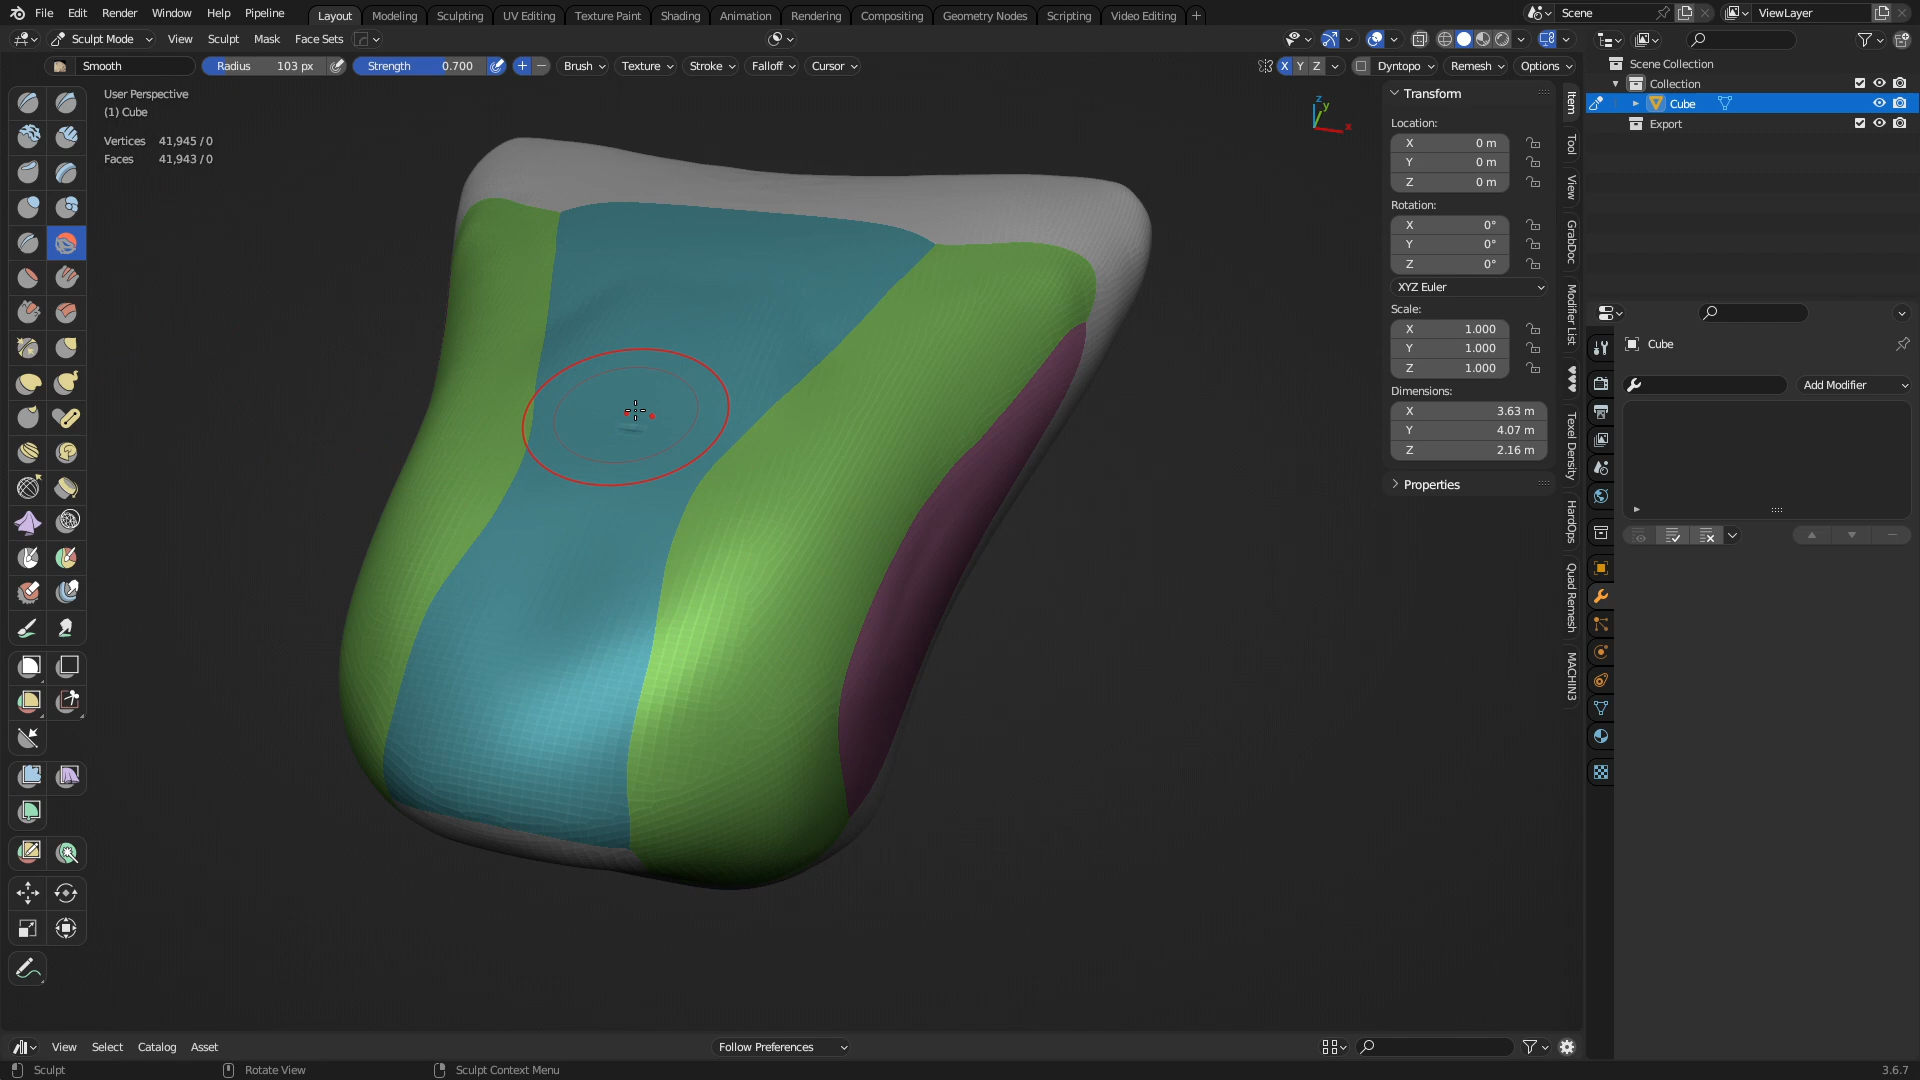 File Edit Render Window Help Pipeline Layout Modeling Sculpting UV Editing Texture Paint Shading Animation Rendering Compositing Geometry Nodes Scripting Video Editing + Scene ViewLayer
Sculpt Mode View Sculpt Mask Face Sets
Smooth Radius 103 px Strength 0.700 + − Brush Texture Stroke Falloff Cursor X Y Z Dyntopo Remesh Options
User Perspective
(1) Cube
Vertices 41,945 / 0
Faces 41,943 / 0
z
y
x
Transform
Location:
X 0 m
Y 0 m
Z 0 m
Rotation:
X 0°
Y 0°
Z 0°
XYZ Euler
Scale:
X 1.000
Y 1.000
Z 1.000
Dimensions:
X 3.63 m
Y 4.07 m
Z 2.16 m
Properties
Item
Tool
View
GrabDoc
Modifier List
Texel Density
HardOps
Quad Remesh
MACHIN3
Scene Collection
Collection
Cube
Export
Cube
Add Modifier
View Select Catalog Asset Follow Preferences
Sculpt Rotate View Sculpt Context Menu 3.6.7